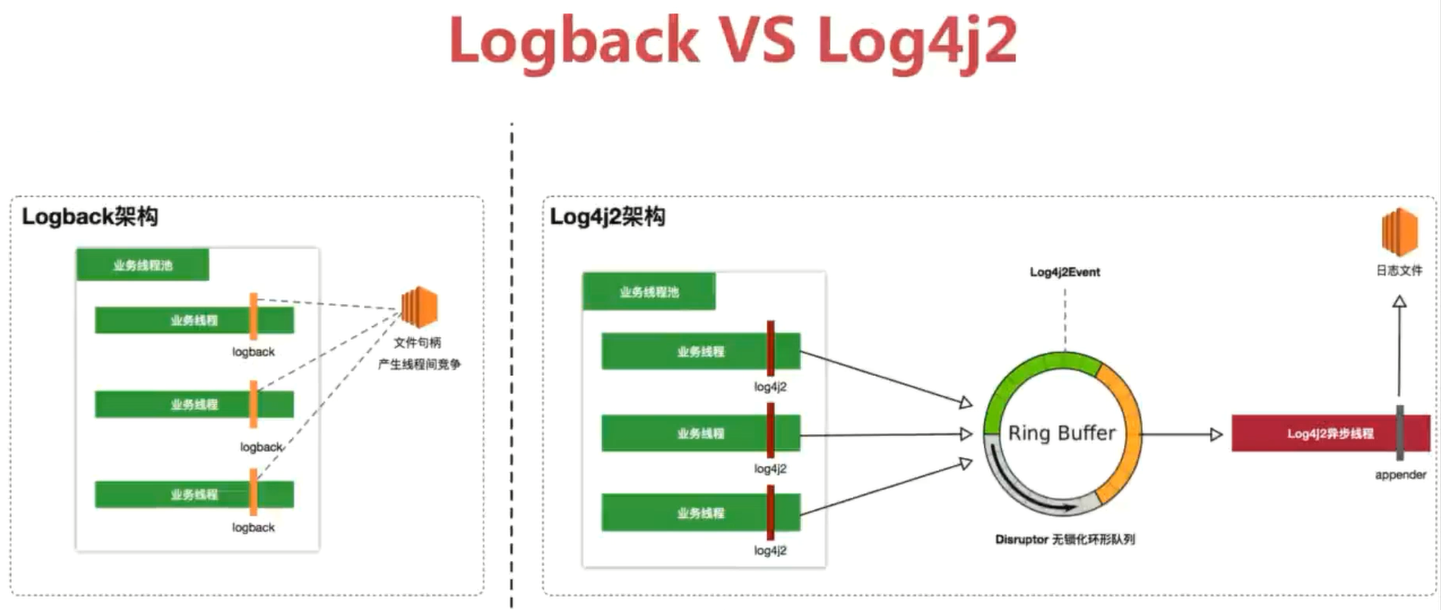 Logback VS Log4j2
Logback架构
业务线程池
业务线程
logback
业务线程
logback
业务线程
logback
文件句柄
产生线程间竞争
Log4j2架构
业务线程池
业务线程
log4j2
业务线程
log4j2
业务线程
log4j2
Log4j2Event
Ring Buffer
Disruptor 无锁化环形队列
Log4j2异步线程
appender
日志文件